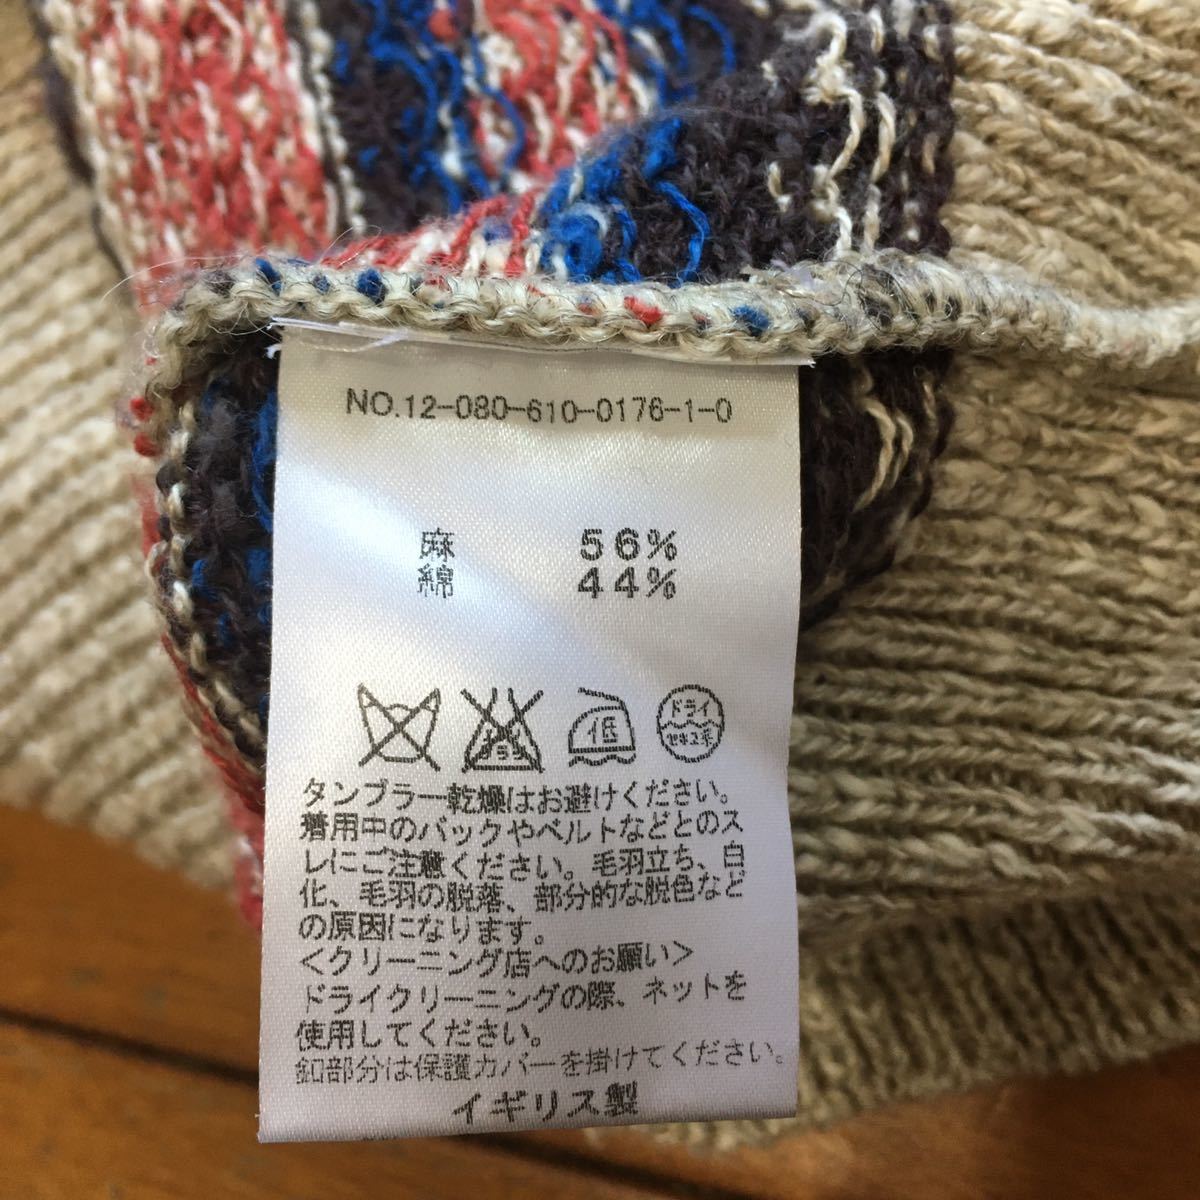 NO.12-080-610-0176-1-0
麻 56%
綿 44%
エンソ サラシ 低 ドライ セキユ系
タンブラー乾燥はお避けください。
着用中のバックやベルトなどとのス
レにご注意ください。毛羽立ち、白
化、毛羽の脱落、部分的な脱色など
の原因になります。
<クリーニング店へのお願い>
ドライクリーニングの際、ネットを
使用してください。
釦部分は保護カバーを掛けてください。
イギリス製